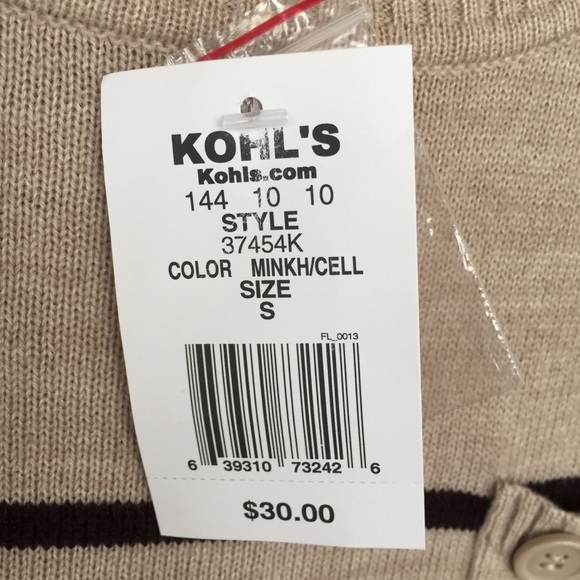 KOHL'S
Kohls.com
144 10 10
STYLE
37454K
COLOR MINKH/CELL
SIZE
S
FL_0013
6 39310 73242 6
$30.00